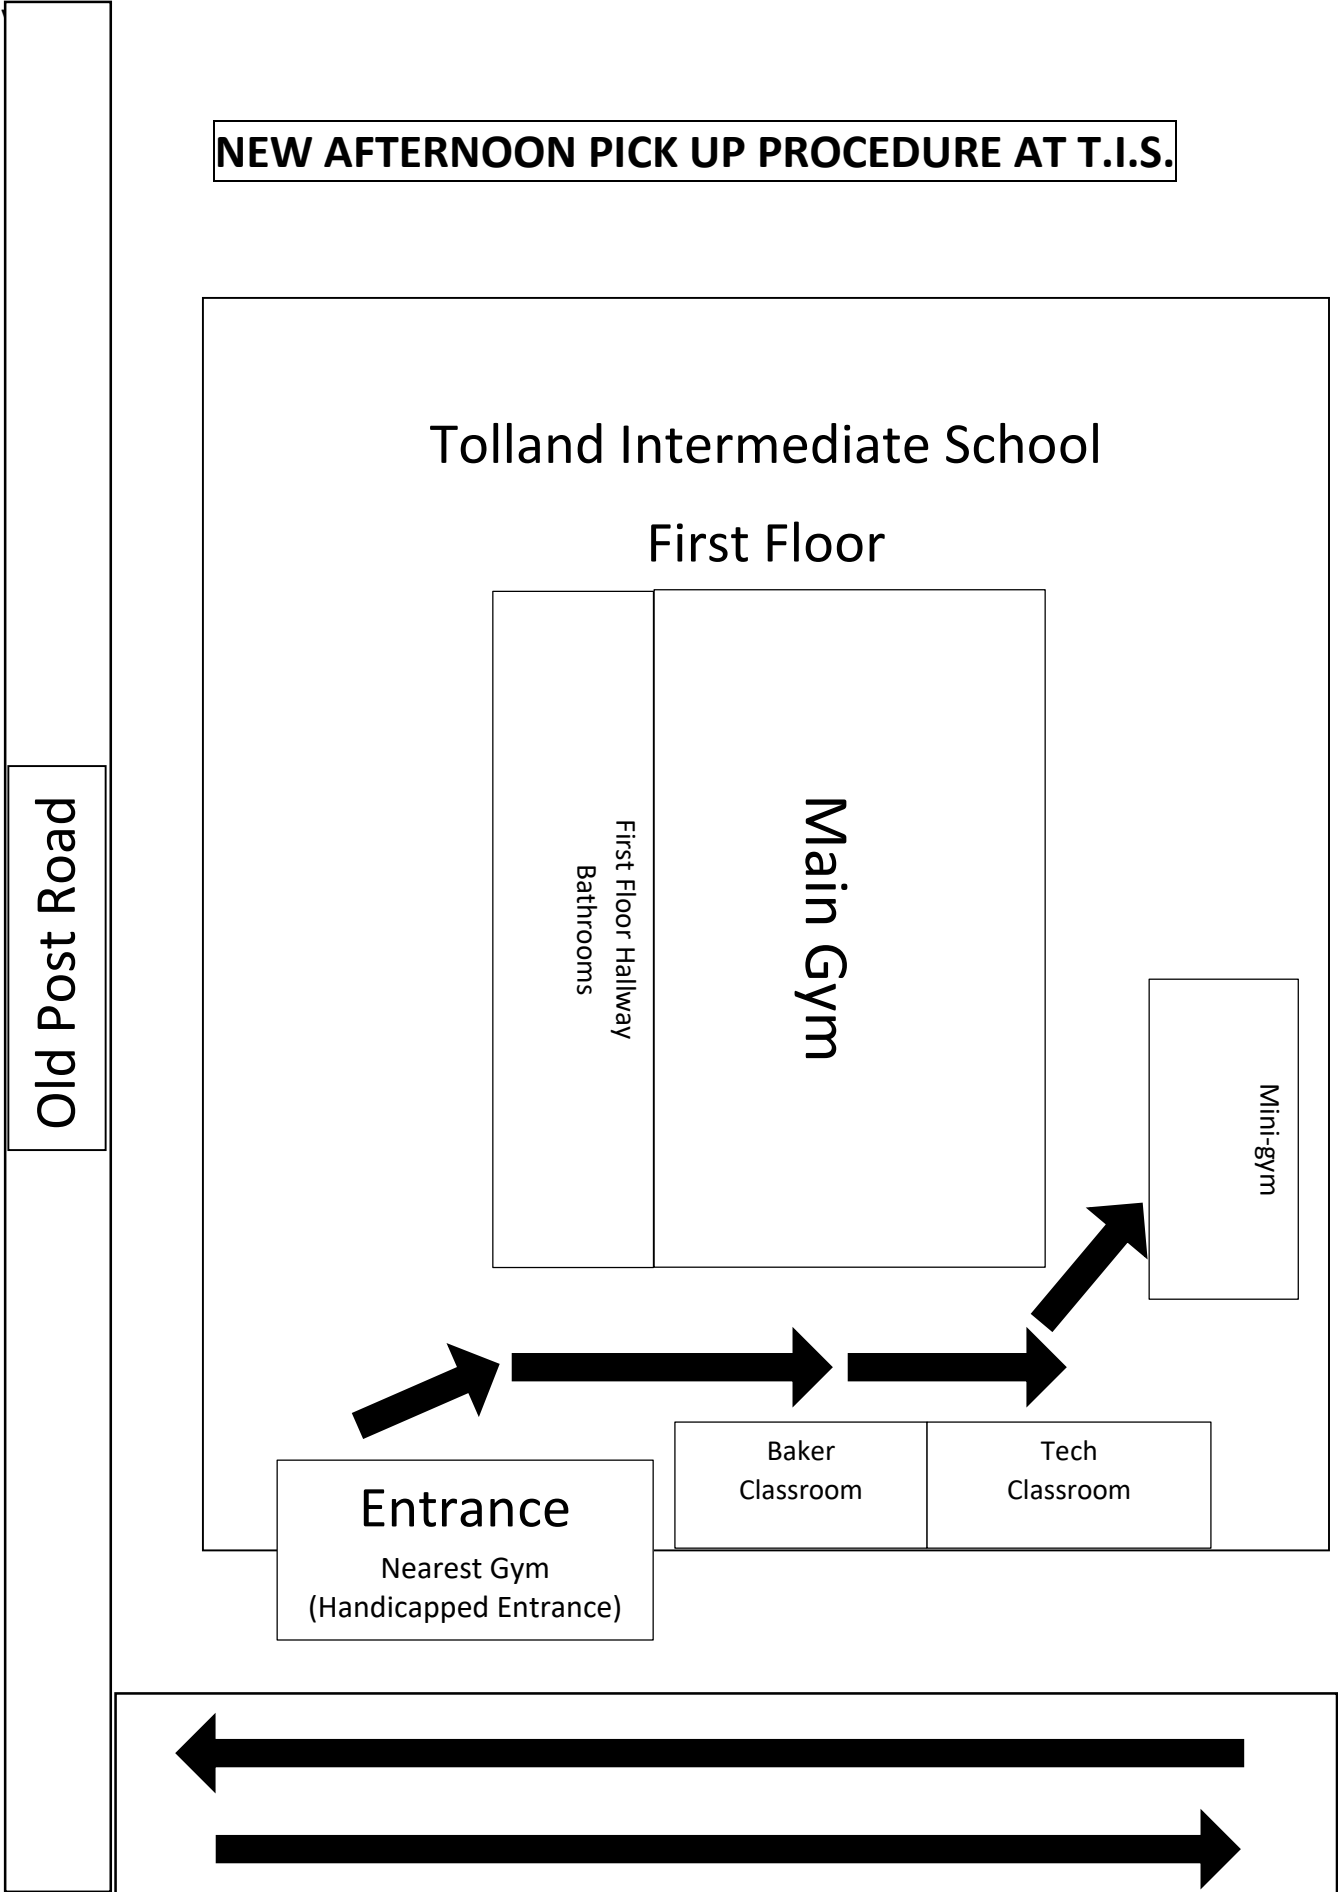 NEW AFTERNOON PICK UP PROCEDURE AT T.I.S.
Tolland Intermediate School
First Floor
Old Post Road
First Floor Hallway
Bathrooms
Main Gym
Mini-gym
Baker
Classroom
Tech
Classroom
Entrance
Nearest Gym
(Handicapped Entrance)